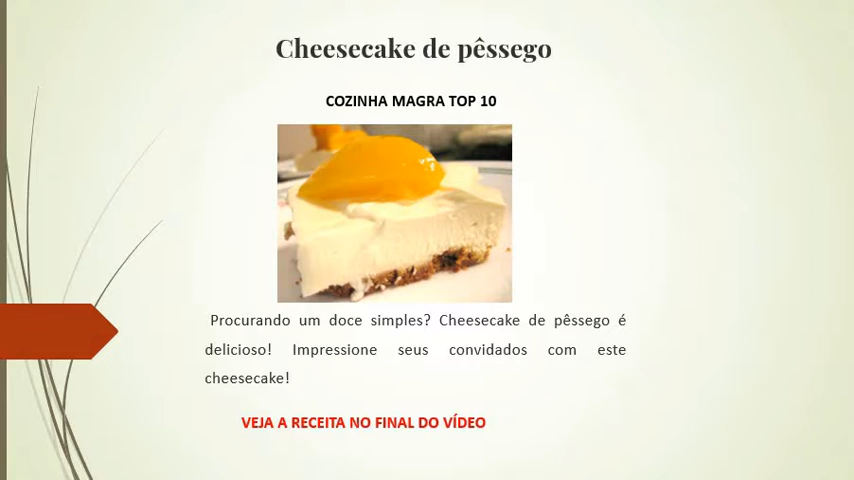 Cheesecake de pêssego
COZINHA MAGRA TOP 10
Procurando um doce simples? Cheesecake de pêssego é
delicioso! Impressione seus convidados com este
cheesecake!
VEJA A RECEITA NO FINAL DO VÍDEO